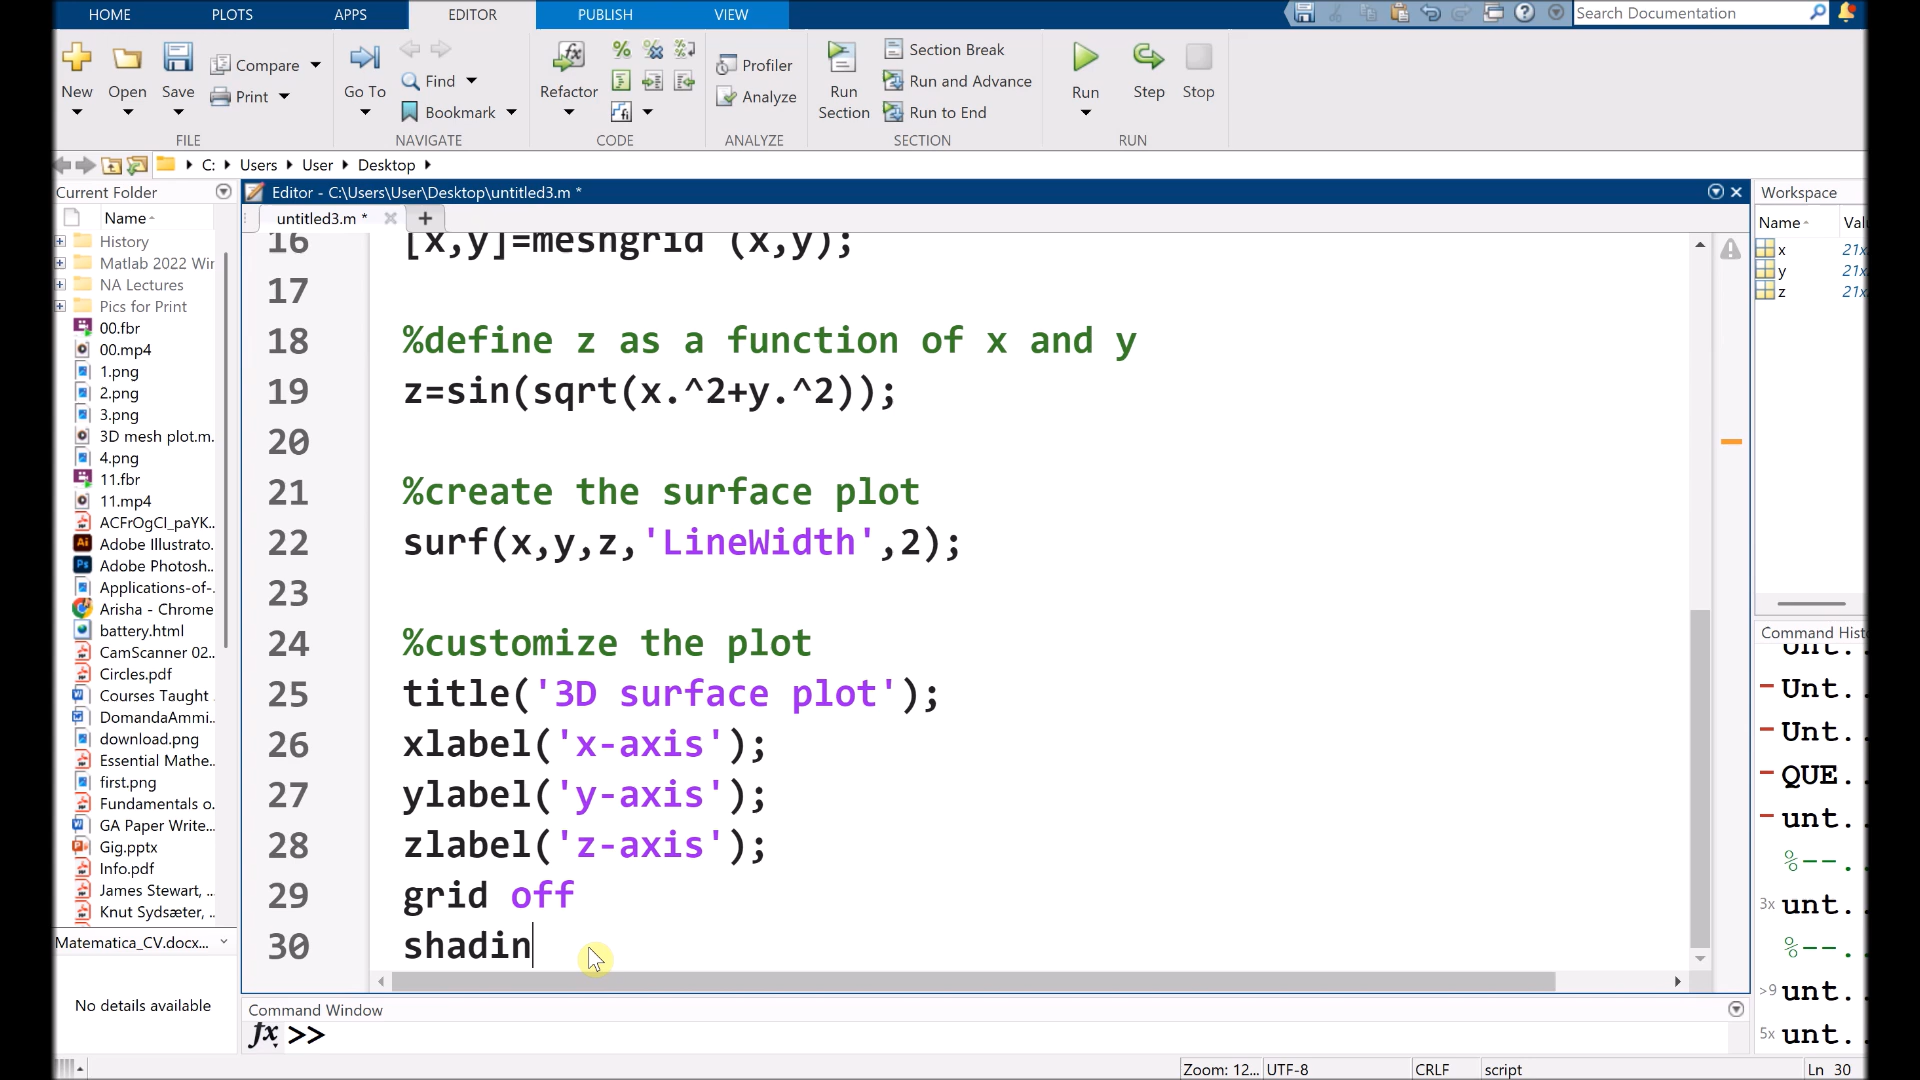 HOME PLOTS APPS EDITOR PUBLISH VIEW
Search Documentation
New Open Save Compare Print
Go To Find Bookmark
Refactor
Profiler Analyze
Run Section Section Break Run and Advance Run to End
Run Step Stop
FILE NAVIGATE CODE ANALYZE SECTION RUN
C: Users User Desktop
Current Folder
Name
History
Matlab 2022 Wir
NA Lectures
Pics for Print
00.fbr
00.mp4
1.png
2.png
3.png
3D mesh plot.m.
4.png
11.fbr
11.mp4
ACFrOgCI_paYK..
Adobe Illustrato.
Adobe Photosh..
Applications-of-.
Arisha - Chrome
battery.html
CamScanner 02..
Circles.pdf
Courses Taught
DomandaAmmi..
download.png
Essential Mathe..
first.png
Fundamentals o.
GA Paper Write...
Gig.pptx
Info.pdf
James Stewart, ..
Knut Sydsæter, ..
Matematica_CV.docx...
No details available
Editor - C:\Users\User\Desktop\untitled3.m *
untitled3.m *
16 [x,y]=meshgrid (x,y);
17
18 %define z as a function of x and y
19 z=sin(sqrt(x.^2+y.^2));
20
21 %create the surface plot
22 surf(x,y,z,'LineWidth',2);
23
24 %customize the plot
25 title('3D surface plot');
26 xlabel('x-axis');
27 ylabel('y-axis');
28 zlabel('z-axis');
29 grid off
30 shadin
Command Window
fx >>
Workspace
Name Valu
x 21x
y 21x
z 21x
Command Hist
Unt..
Unt..
QUE..
unt..
%--.
3x unt..
%--.
>9 unt..
5x unt..
Zoom: 12... UTF-8 CRLF script Ln 30